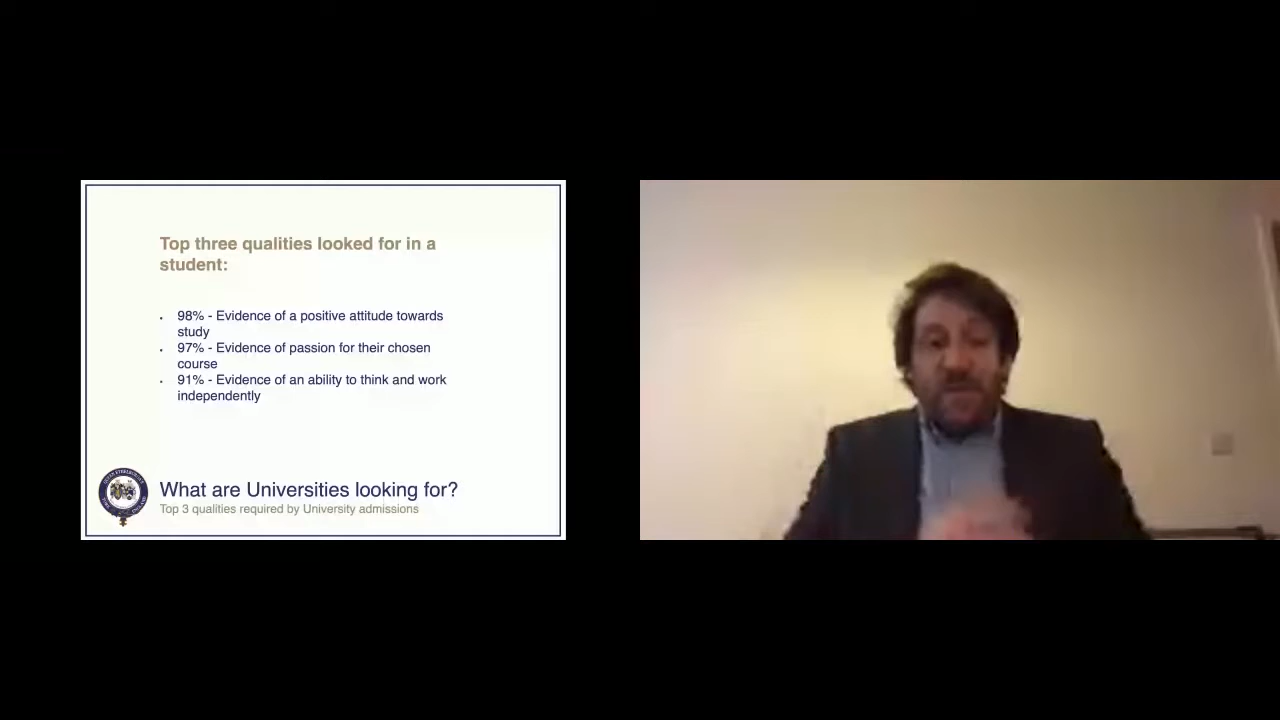 Top three qualities looked for in a
student:
• 98% - Evidence of a positive attitude towards
study
• 97% - Evidence of passion for their chosen
course
• 91% - Evidence of an ability to think and work
independently
What are Universities looking for?
Top 3 qualities required by University admissions